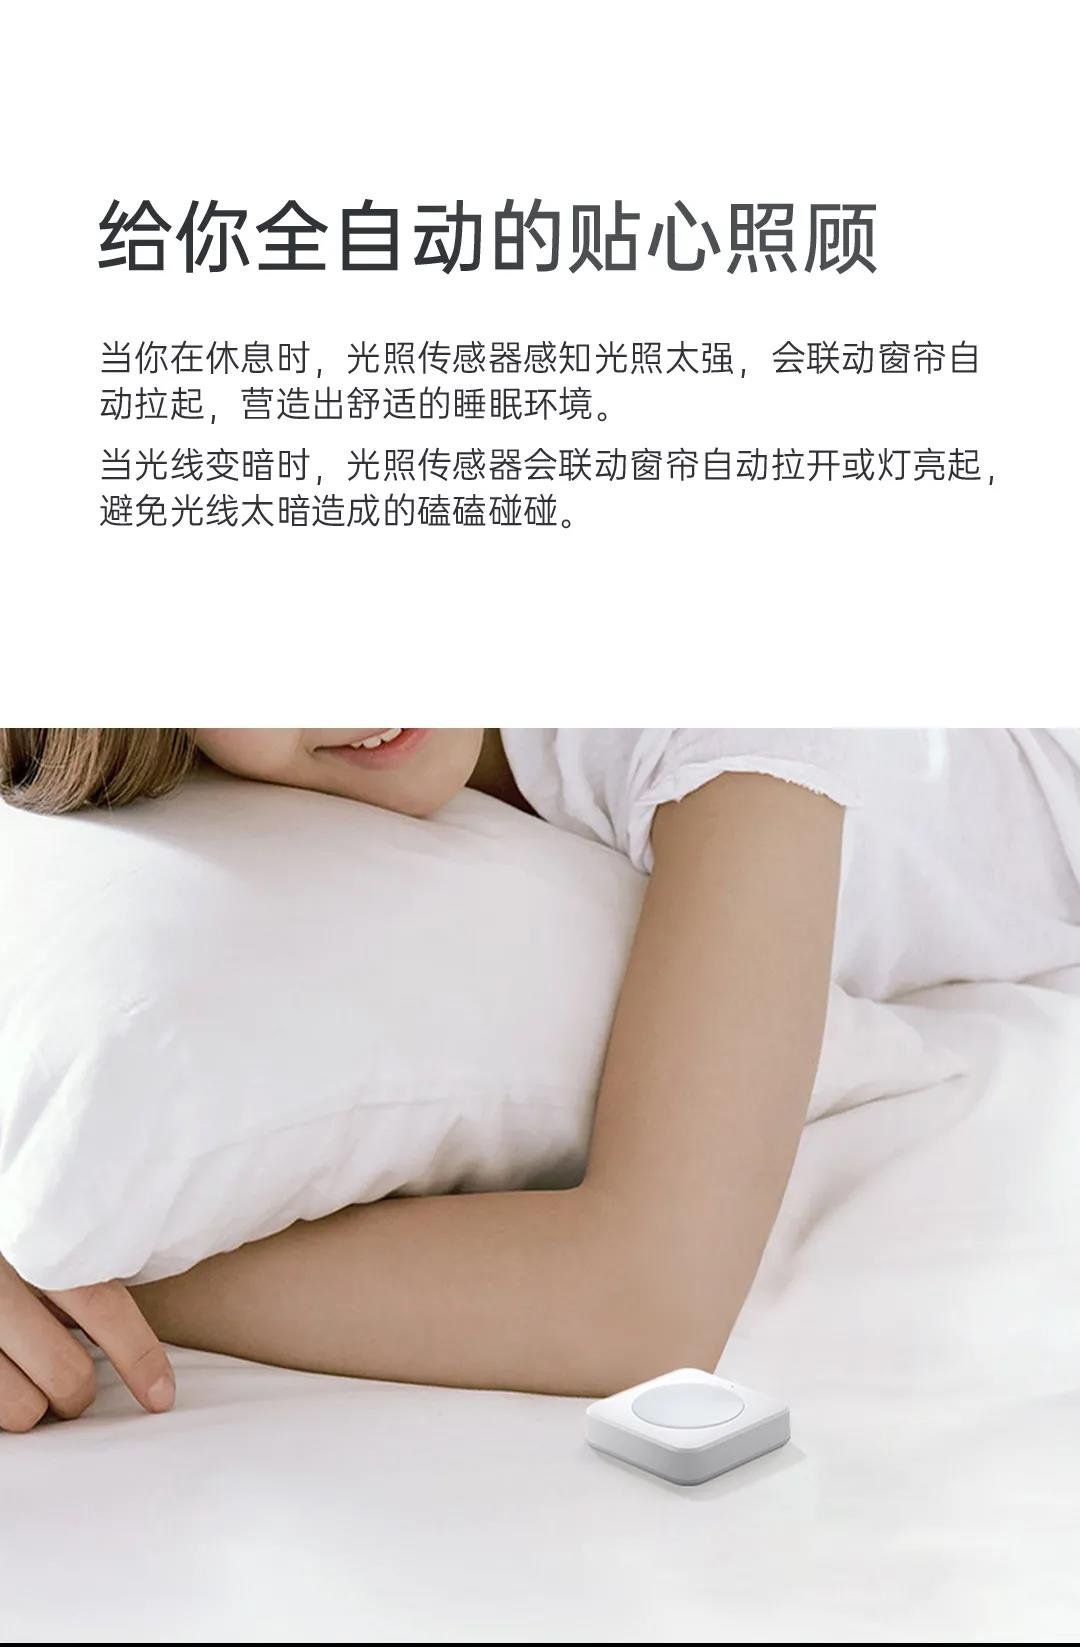 给你全自动的贴心照顾
当你在休息时，光照传感器感知光照太强，会联动窗帘自
动拉起，营造出舒适的睡眠环境。
当光线变暗时，光照传感器会联动窗帘自动拉开或灯亮起，
避免光线太暗造成的磕磕碰碰。